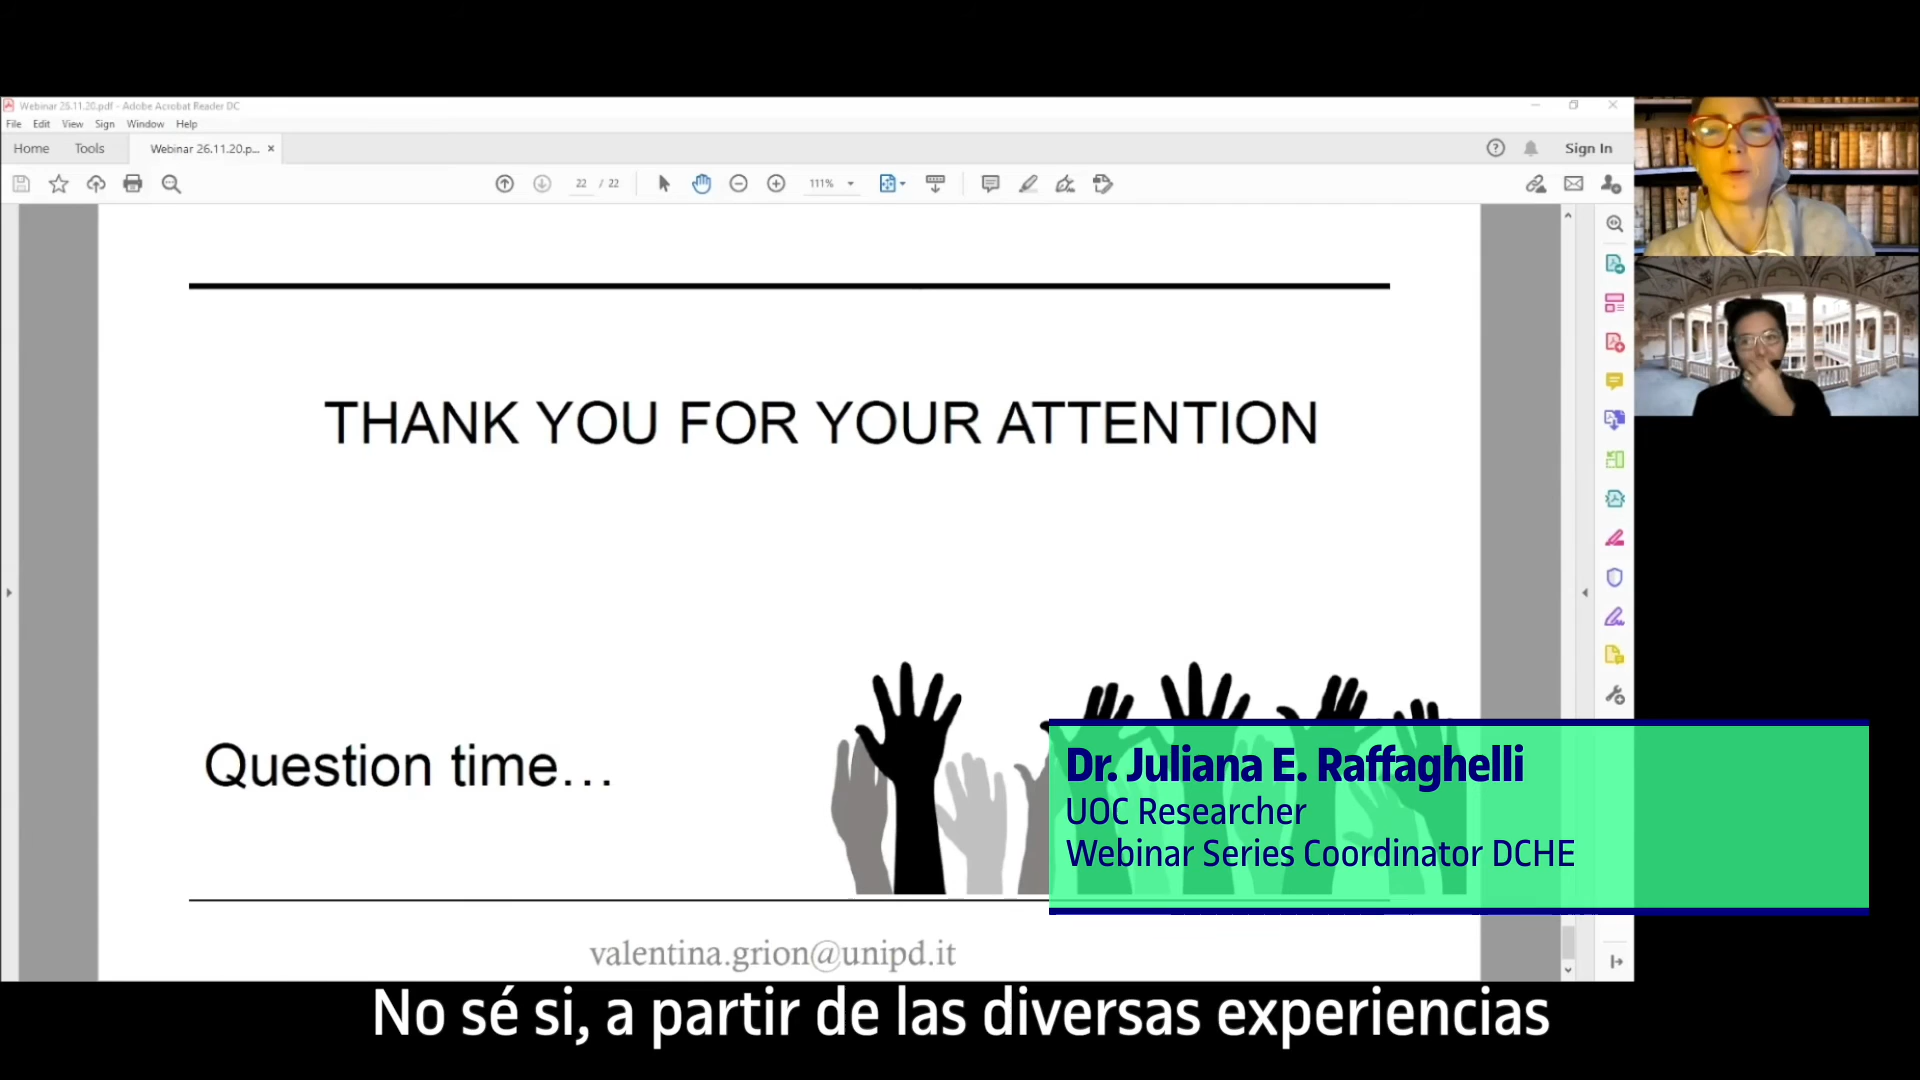 Webinar 26.11.20.pdf - Adobe Acrobat Reader DC
File Edit View Sign Window Help
Home Tools Webinar 26.11.20.p... × Sign In
22 / 22 111%
THANK YOU FOR YOUR ATTENTION
Question time...
Dr. Juliana E. Raffaghelli
UOC Researcher
Webinar Series Coordinator DCHE
valentina.grion@unipd.it
No sé si, a partir de las diversas experiencias